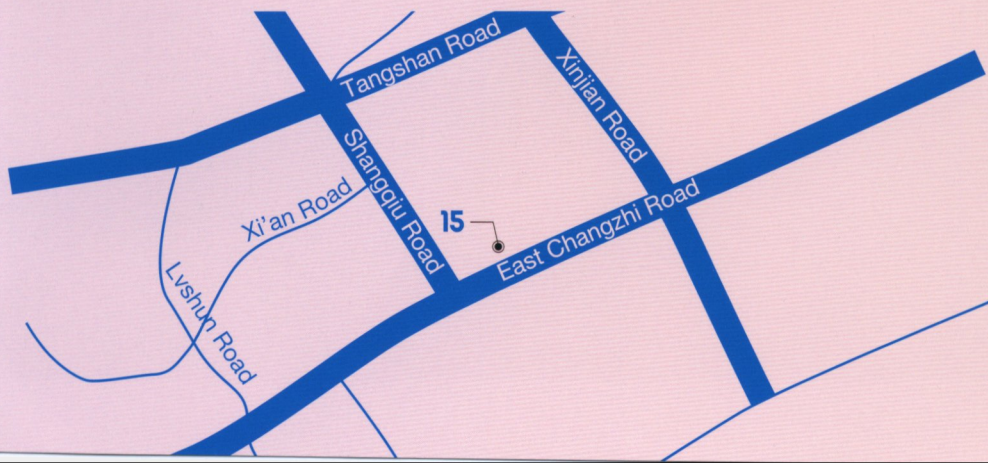 Tangshan Road
Xinjian Road
Shangqiu Road
Xi'an Road
15
East Changzhi Road
Lvshun Road